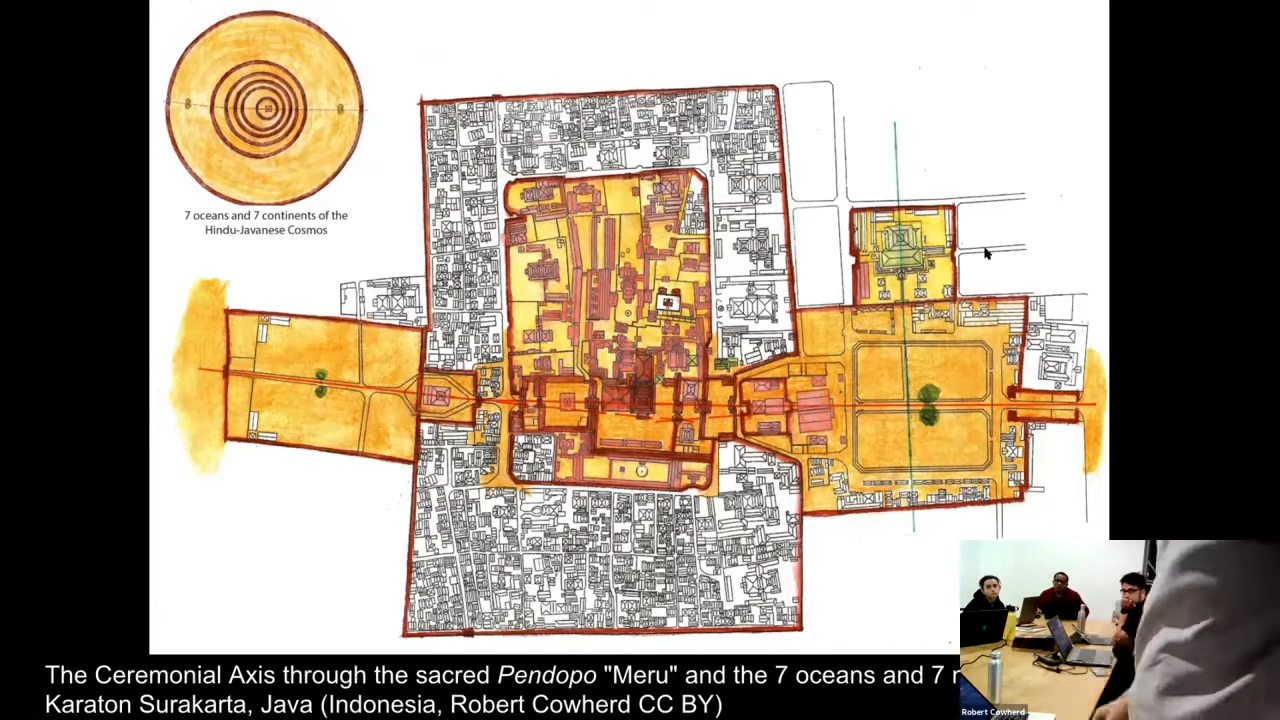 7 oceans and 7 continents of the
Hindu-Javanese Cosmos
The Ceremonial Axis through the sacred Pendopo "Meru" and the 7 oceans and 7
Karaton Surakarta, Java (Indonesia, Robert Cowherd CC BY)
Robert Cowherd